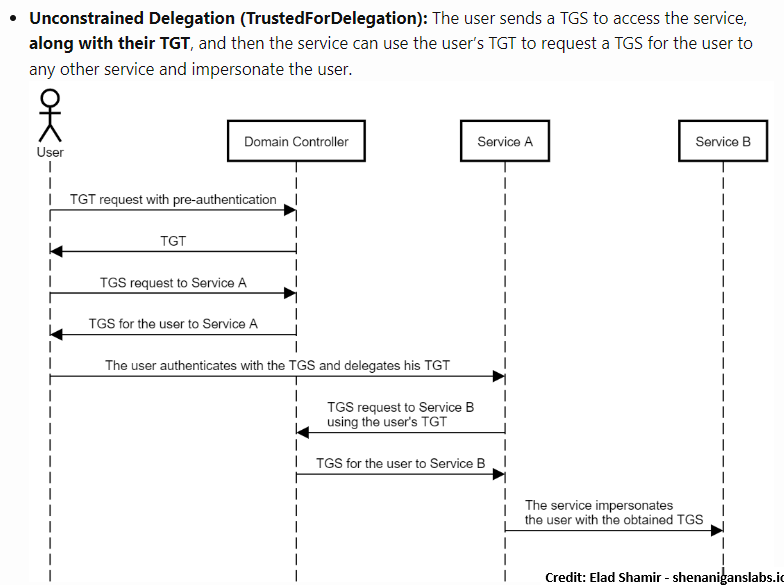 • Unconstrained Delegation (TrustedForDelegation): The user sends a TGS to access the service,
along with their TGT, and then the service can use the user’s TGT to request a TGS for the user to
any other service and impersonate the user.
User
Domain Controller
Service A
Service B
TGT request with pre-authentication
TGT
TGS request to Service A
TGS for the user to Service A
The user authenticates with the TGS and delegates his TGT
TGS request to Service B
using the user's TGT
TGS for the user to Service B
The service impersonates
the user with the obtained TGS
Credit: Elad Shamir - shenaniganslabs.io